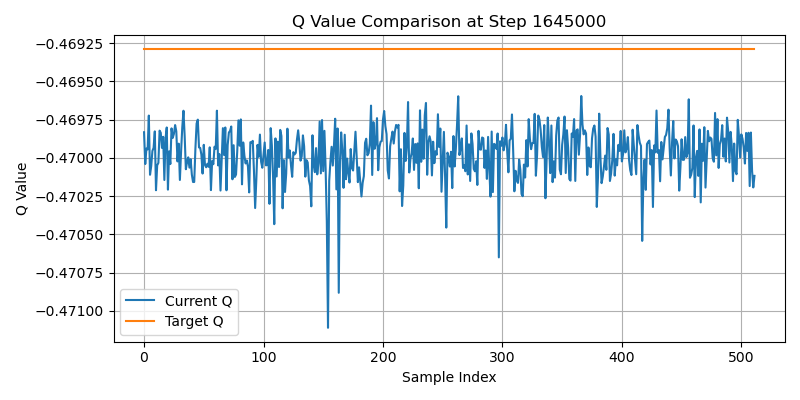 Q Value Comparison at Step 1645000
Q Value
−0.46925
−0.46950
−0.46975
−0.47000
−0.47025
−0.47050
−0.47075
−0.47100
Current Q
Target Q
0 100 200 300 400 500
Sample Index